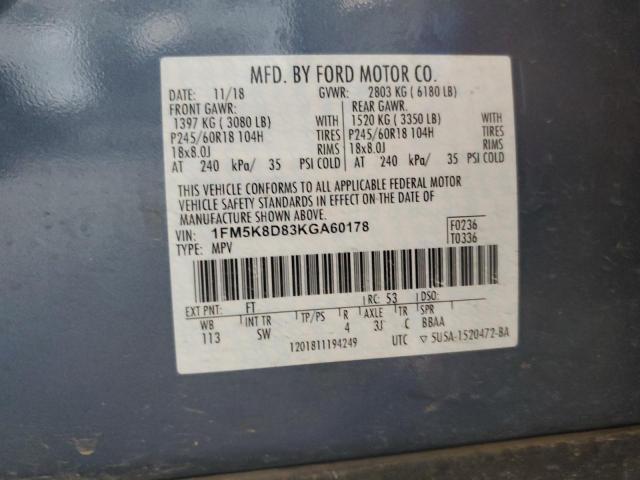 MFD. BY FORD MOTOR CO.
DATE: 11/18 GVWR: 2803 KG ( 6180 LB)
FRONT GAWR: REAR GAWR:
1397 KG ( 3080 LB) WITH 1520 KG ( 3350 LB) WITH
P245/60R18 104H TIRES P245/60R18 104H TIRES
18x8.0J RIMS 18x8.0J RIMS
AT 240 kPa/ 35 PSI COLD AT 240 kPa/ 35 PSI COLD
THIS VEHICLE CONFORMS TO ALL APPLICABLE FEDERAL MOTOR
VEHICLE SAFETY STANDARDS IN EFFECT ON THE DATE OF
MANUFACTURE SHOWN ABOVE.
VIN: 1FM5K8D83KGA60178 F0236
TYPE: MPV T0336
EXT PNT: FT RC: 53 DSO:
WB INT TR TP/PS R AXLE TR SPR
113 SW 4 3J C BBAA
1201811194249 UTC ▽ 5U5A-1520472-BA